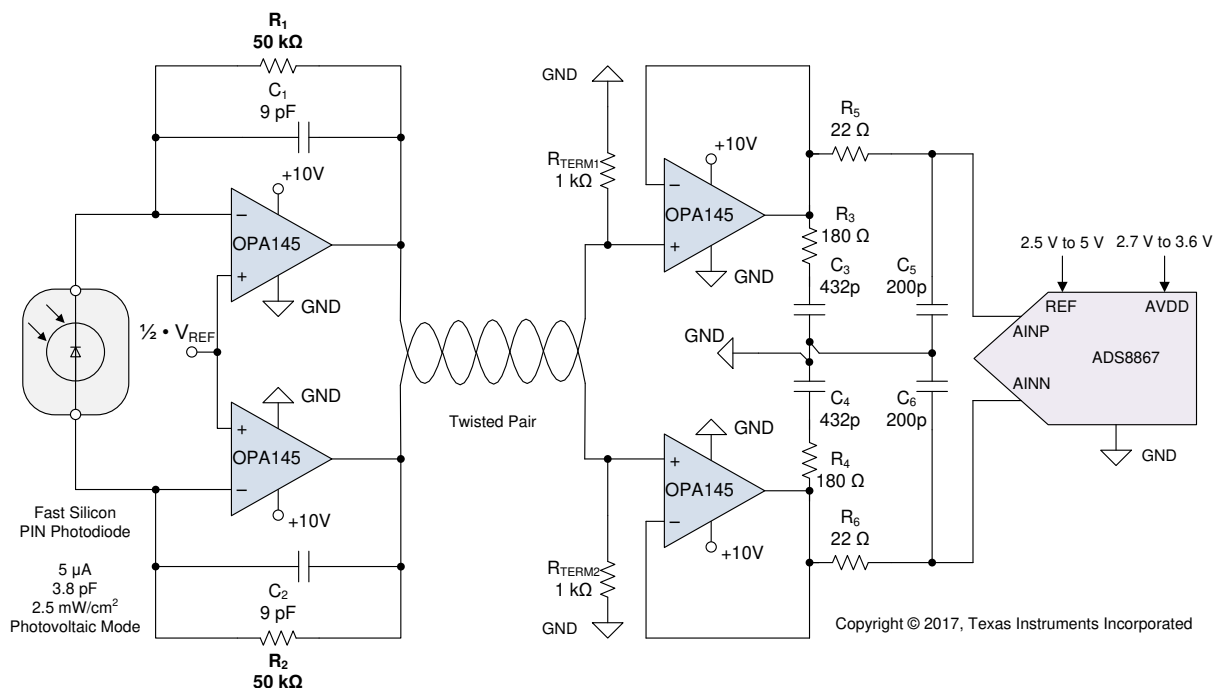 R1
50 kΩ
C1
9 pF
+10V
−
OPA145
+
GND
½ • VREF
GND
+
OPA145
−
+10V
Fast Silicon
PIN Photodiode
5 µA
3.8 pF
2.5 mW/cm2
Photovoltaic Mode
C2
9 pF
R2
50 kΩ
Twisted Pair
GND
RTERM1
1 kΩ
+10V
−
OPA145
+
GND
R5
22 Ω
R3
180 Ω
C3
432p
C5
200p
GND
C4
432p
C6
200p
R4
180 Ω
GND
+
OPA145
−
+10V
R6
22 Ω
RTERM2
1 kΩ
GND
2.5 V to 5 V 2.7 V to 3.6 V
REF AVDD
AINP
ADS8867
AINN
GND
Copyright © 2017, Texas Instruments Incorporated